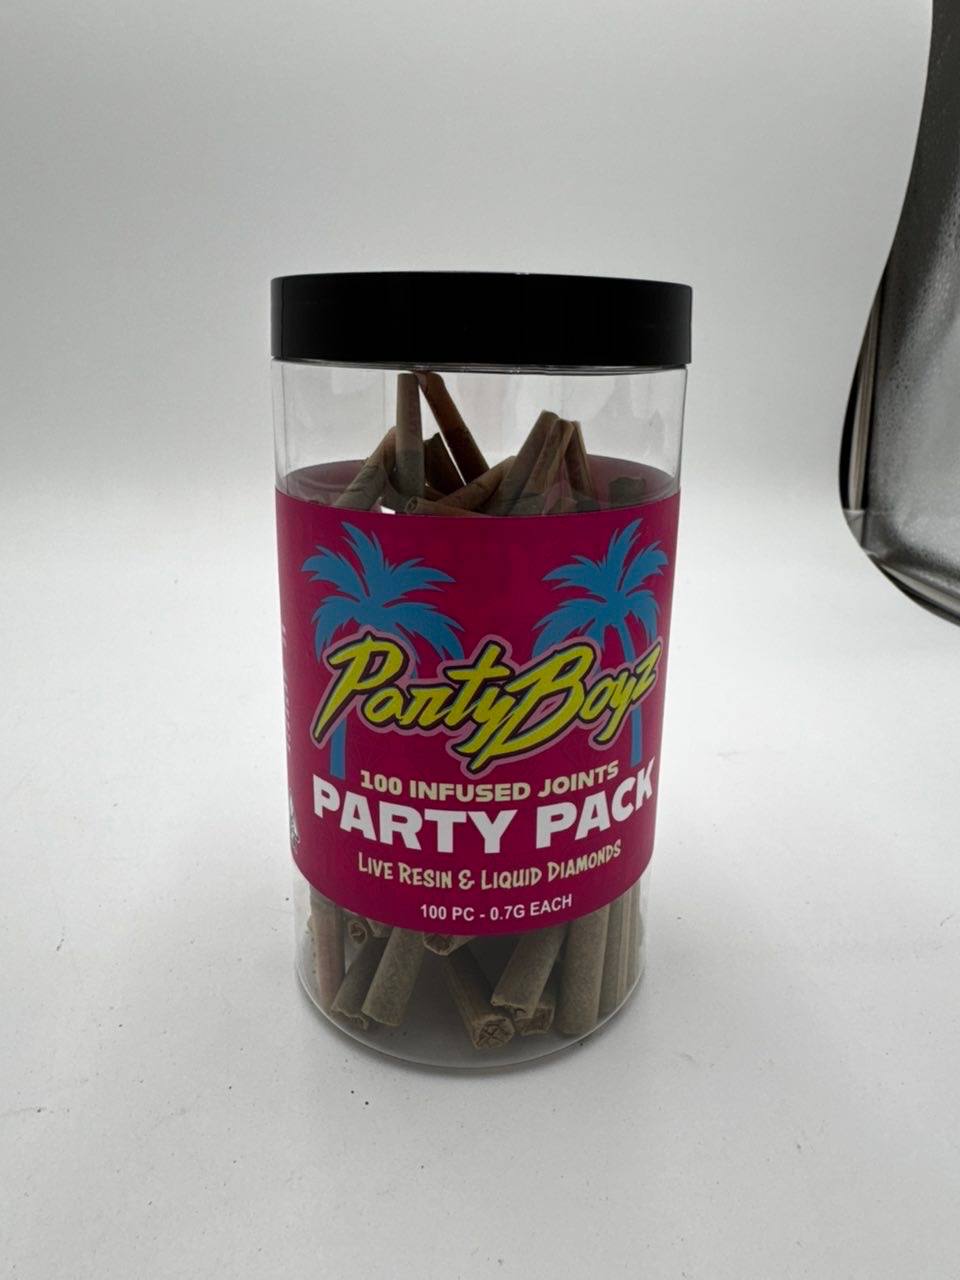 PartyBoyz
100 INFUSED JOINTS
PARTY PACK
LIVE RESIN & LIQUID DIAMONDS
100 PC - 0.7G EACH